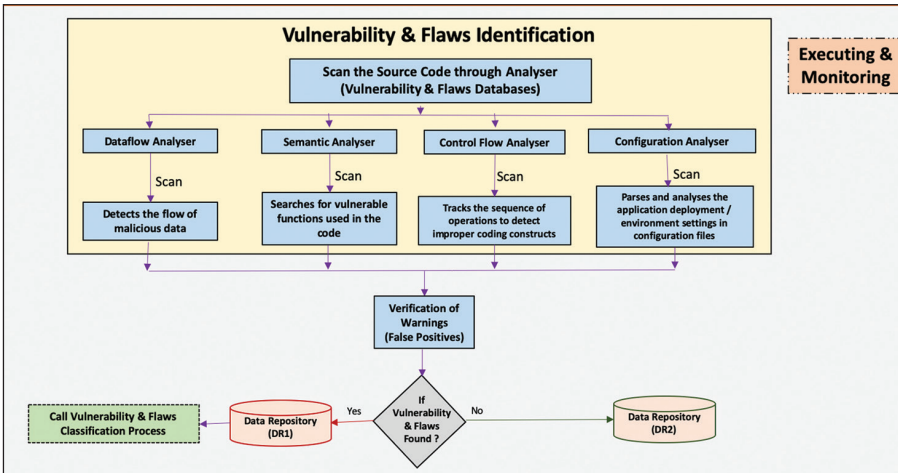 Vulnerability & Flaws Identification
Executing &
Monitoring
Scan the Source Code through Analyser
(Vulnerability & Flaws Databases)
Dataflow Analyser
Semantic Analyser
Control Flow Analyser
Configuration Analyser
Scan
Scan
Scan
Scan
Detects the flow of
malicious data
Searches for vulnerable
functions used in the
code
Tracks the sequence of
operations to detect
improper coding constructs
Parses and analyses the
application deployment /
environment settings in
configuration files
Verification of
Warnings
(False Positives)
If
Vulnerability
& Flaws
Found ?
Yes
No
Call Vulnerability & Flaws
Classification Process
Data Repository
(DR1)
Data Repository
(DR2)